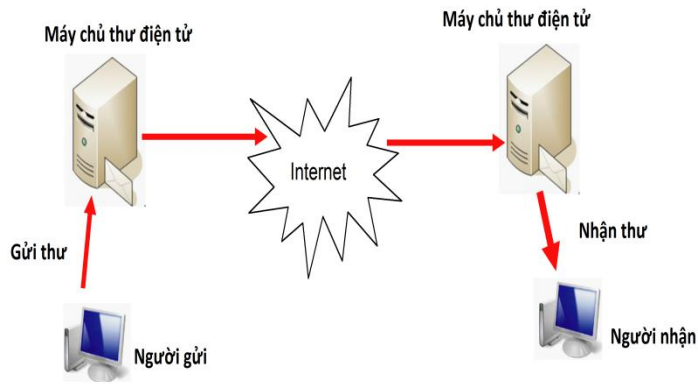 Máy chủ thư điện tử
Máy chủ thư điện tử
Internet
Gửi thư
Nhận thư
Người gửi
Người nhận